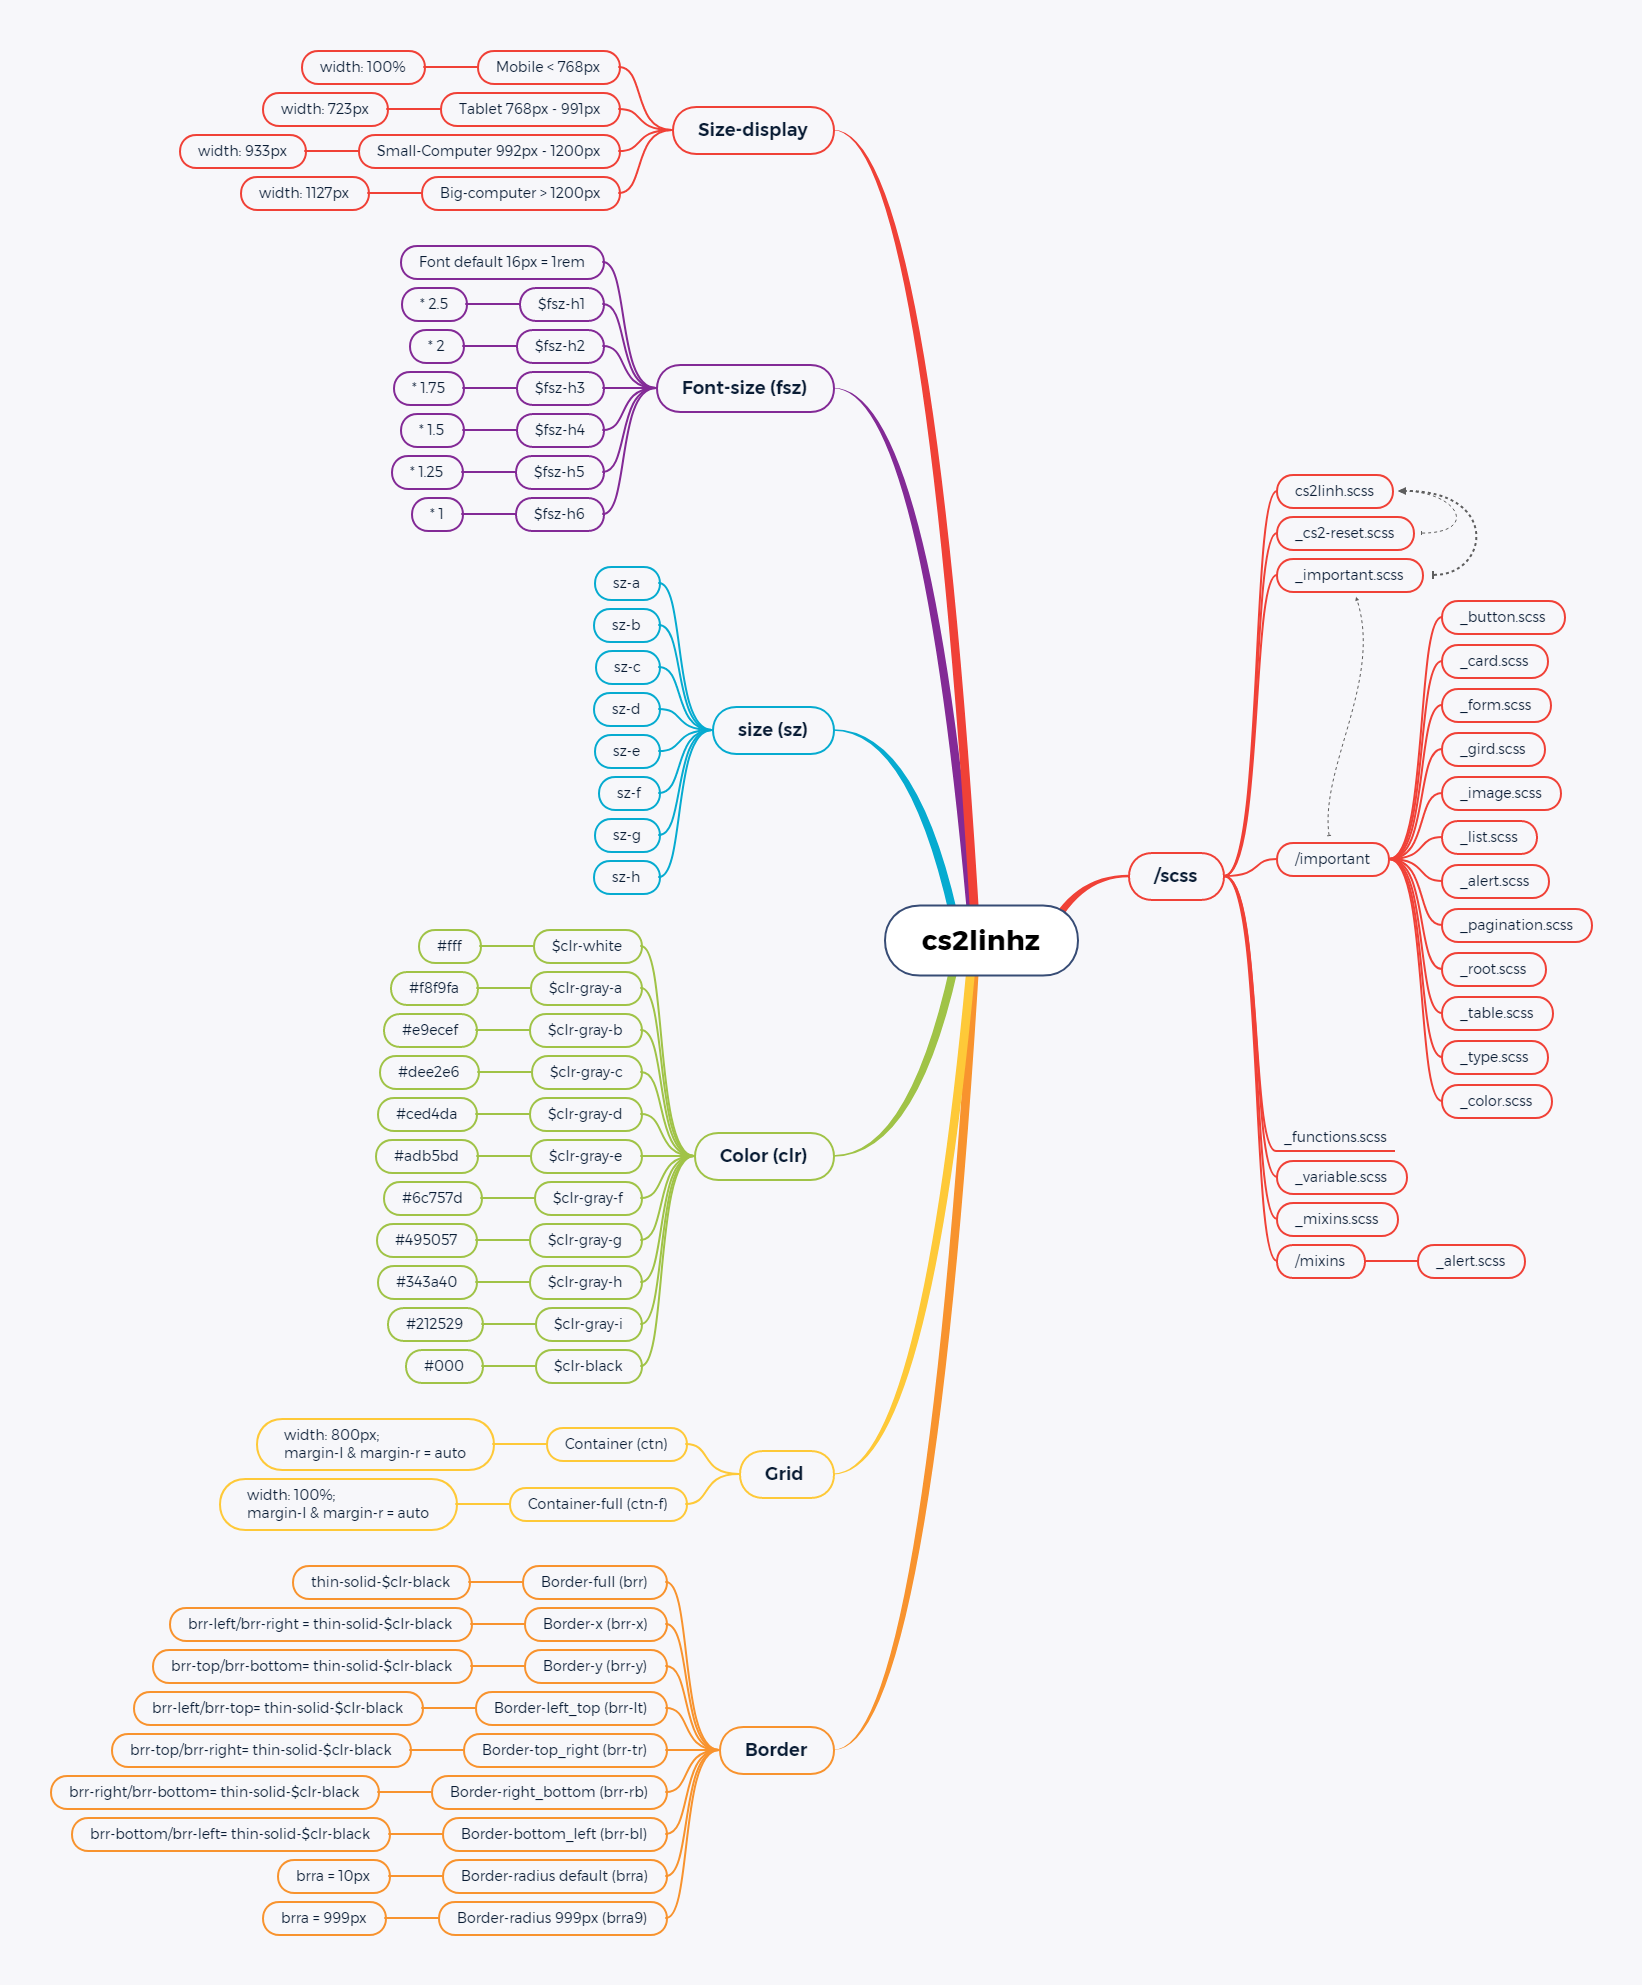 cs2linhz
Size-display
Mobile < 768px
width: 100%
Tablet 768px - 991px
width: 723px
Small-Computer 992px - 1200px
width: 933px
Big-computer > 1200px
width: 1127px
Font-size (fsz)
Font default 16px = 1rem
$fsz-h1
* 2.5
$fsz-h2
* 2
$fsz-h3
* 1.75
$fsz-h4
* 1.5
$fsz-h5
* 1.25
$fsz-h6
* 1
size (sz)
sz-a
sz-b
sz-c
sz-d
sz-e
sz-f
sz-g
sz-h
Color (clr)
$clr-white
#fff
$clr-gray-a
#f8f9fa
$clr-gray-b
#e9ecef
$clr-gray-c
#dee2e6
$clr-gray-d
#ced4da
$clr-gray-e
#adb5bd
$clr-gray-f
#6c757d
$clr-gray-g
#495057
$clr-gray-h
#343a40
$clr-gray-i
#212529
$clr-black
#000
Grid
Container (ctn)
width: 800px;
margin-l & margin-r = auto
Container-full (ctn-f)
width: 100%;
margin-l & margin-r = auto
Border
Border-full (brr)
thin-solid-$clr-black
Border-x (brr-x)
brr-left/brr-right = thin-solid-$clr-black
Border-y (brr-y)
brr-top/brr-bottom= thin-solid-$clr-black
Border-left_top (brr-lt)
brr-left/brr-top= thin-solid-$clr-black
Border-top_right (brr-tr)
brr-top/brr-right= thin-solid-$clr-black
Border-right_bottom (brr-rb)
brr-right/brr-bottom= thin-solid-$clr-black
Border-bottom_left (brr-bl)
brr-bottom/brr-left= thin-solid-$clr-black
Border-radius default (brra)
brra = 10px
Border-radius 999px (brra9)
brra = 999px
/scss
cs2linh.scss
_cs2-reset.scss
_important.scss
/important
_button.scss
_card.scss
_form.scss
_gird.scss
_image.scss
_list.scss
_alert.scss
_pagination.scss
_root.scss
_table.scss
_type.scss
_color.scss
_functions.scss
_variable.scss
_mixins.scss
/mixins
_alert.scss